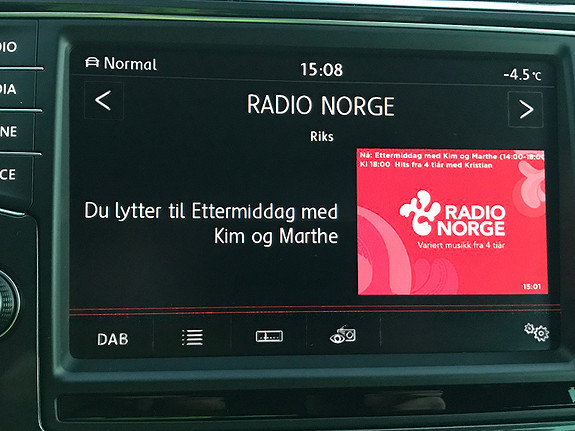 DIO
DIA
NE
CE
Normal
15:08
-4.5°C
<
RADIO NORGE
>
Riks
Nå: Ettermiddag med Kim og Marthe (14:00-18:00
Kl 18:00 Hits fra 4 tiår med Kristian
Du lytter til Ettermiddag med
Kim og Marthe
RADIO
NORGE
Variert musikk fra 4 tiår
15:01
DAB